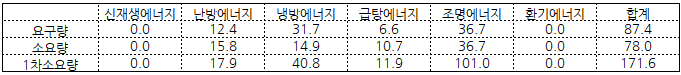 신재생에너지 난방에너지 냉방에너지 급탕에너지 조명에너지 환기에너지 합계
요구량 0.0 12.4 31.7 6.6 36.7 0.0 87.4
소요량 0.0 15.8 14.9 10.7 36.7 0.0 78.0
1차소요량 0.0 17.9 40.8 11.9 101.0 0.0 171.6